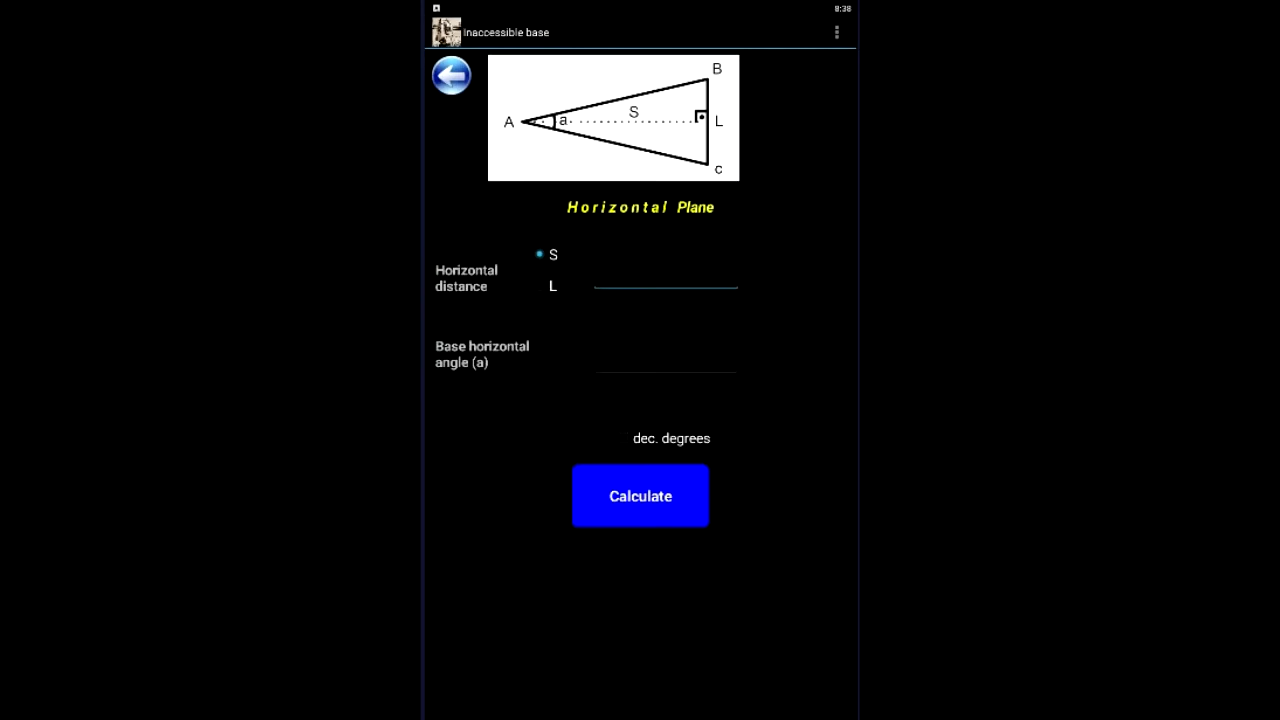 8:38
Inaccessible base
B
S
A
a
L
c
Horizontal Plane
S
Horizontal
distance
L
Base horizontal
angle (a)
dec. degrees
Calculate